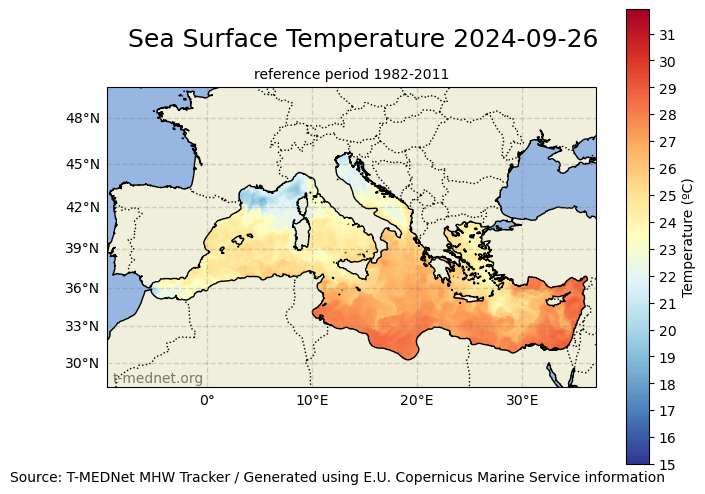 Sea Surface Temperature 2024-09-26
reference period 1982-2011
48°N
45°N
42°N
39°N
36°N
33°N
30°N
0°
10°E
20°E
30°E
t-mednet.org
31
30
29
28
27
26
25
24
23
22
21
20
19
18
17
16
15
Temperature (ºC)
Source: T-MEDNet MHW Tracker / Generated using E.U. Copernicus Marine Service information